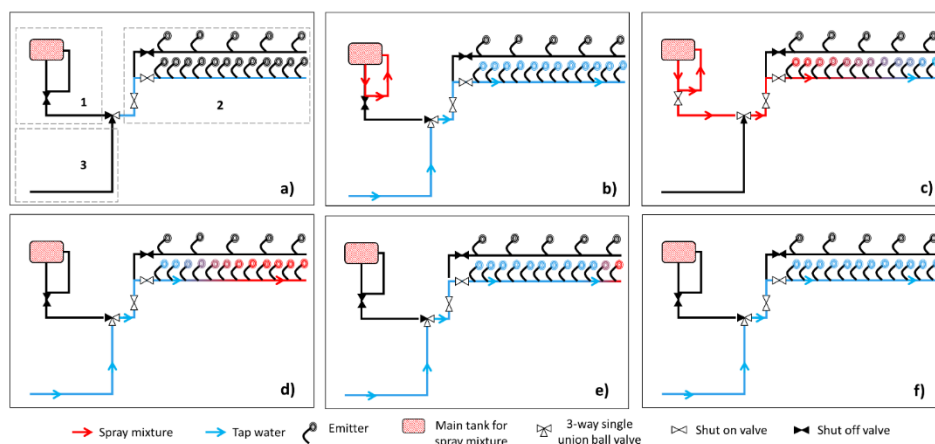 1
2
3
a)
b)
c)
d)
e)
f)
Spray mixture
Tap water
Emitter
Main tank for
spray mixture
3-way single
union ball valve
Shut on valve
Shut off valve